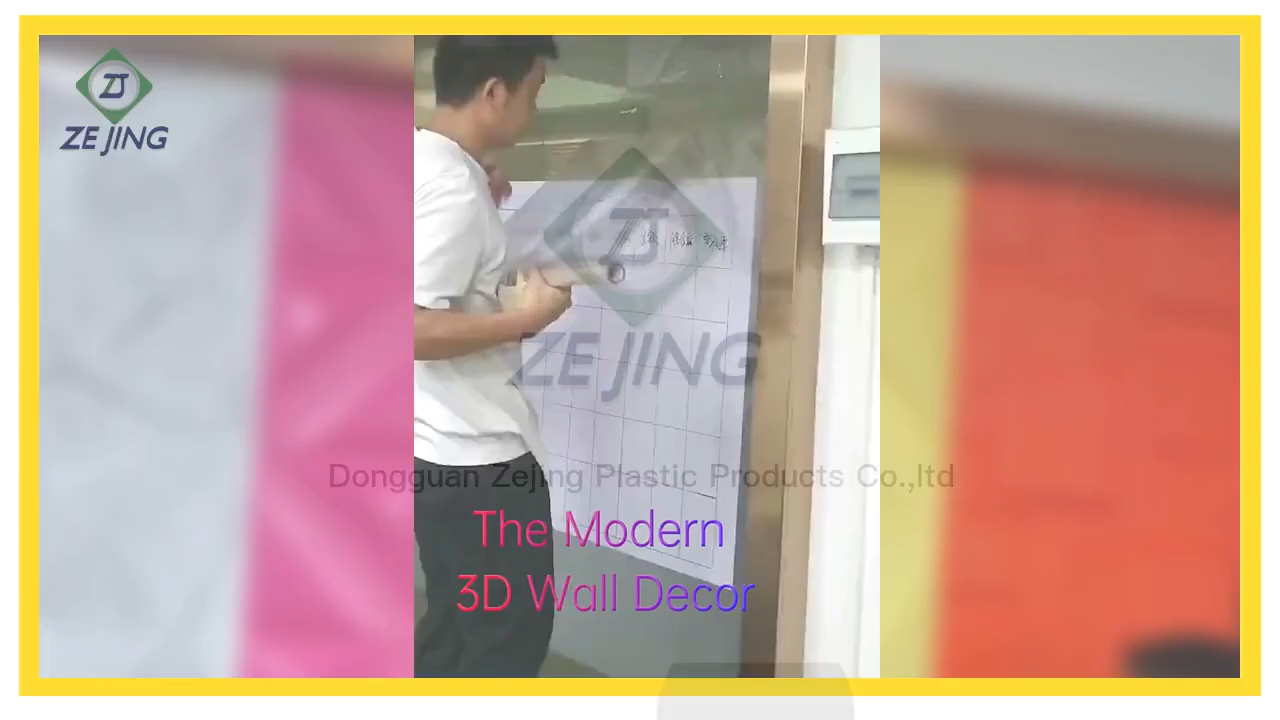 ZJ
ZE JING
ZJ
ZE JING
Dongguan Zejing Plastic Products Co.,ltd
The Modern
3D Wall Decor